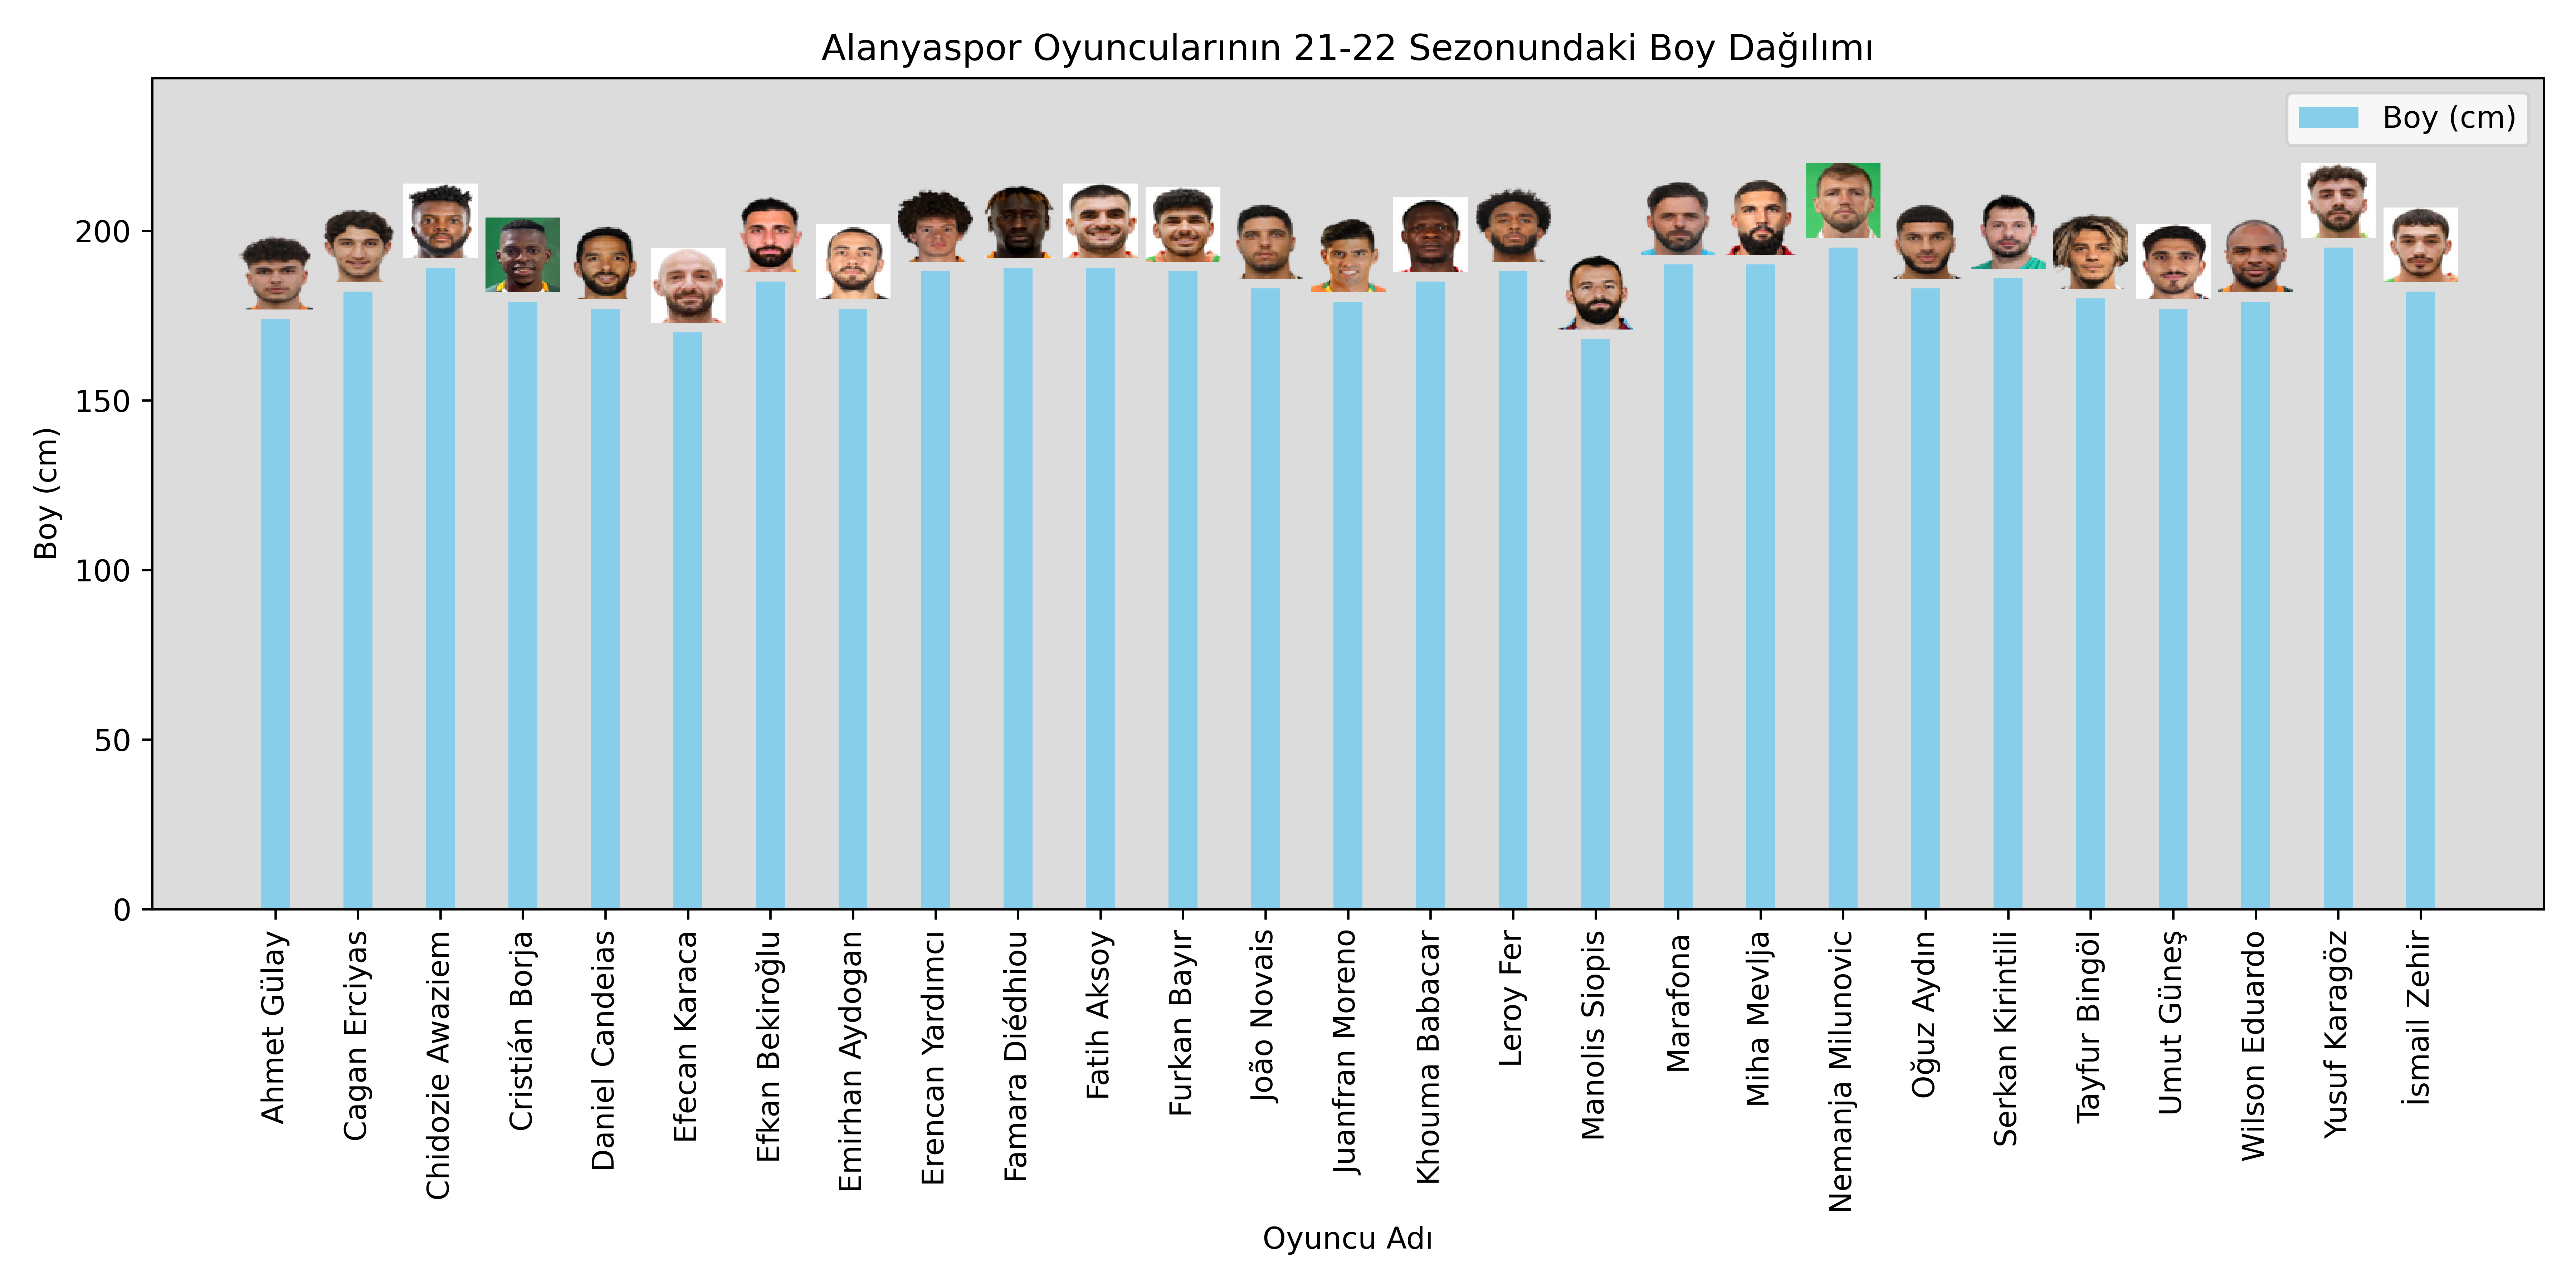 Alanyaspor Oyuncularının 21-22 Sezonundaki Boy Dağılımı
Boy (cm)
200
150
100
50
0
Boy (cm)
Ahmet Gülay
Cagan Erciyas
Chidozie Awaziem
Cristián Borja
Daniel Candeias
Efecan Karaca
Efkan Bekiroğlu
Emirhan Aydogan
Erencan Yardımcı
Famara Diédhiou
Fatih Aksoy
Furkan Bayır
João Novais
Juanfran Moreno
Khouma Babacar
Leroy Fer
Manolis Siopis
Marafona
Miha Mevlja
Nemanja Milunovic
Oğuz Aydın
Serkan Kirintili
Tayfur Bingöl
Umut Güneş
Wilson Eduardo
Yusuf Karagöz
İsmail Zehir
Oyuncu Adı